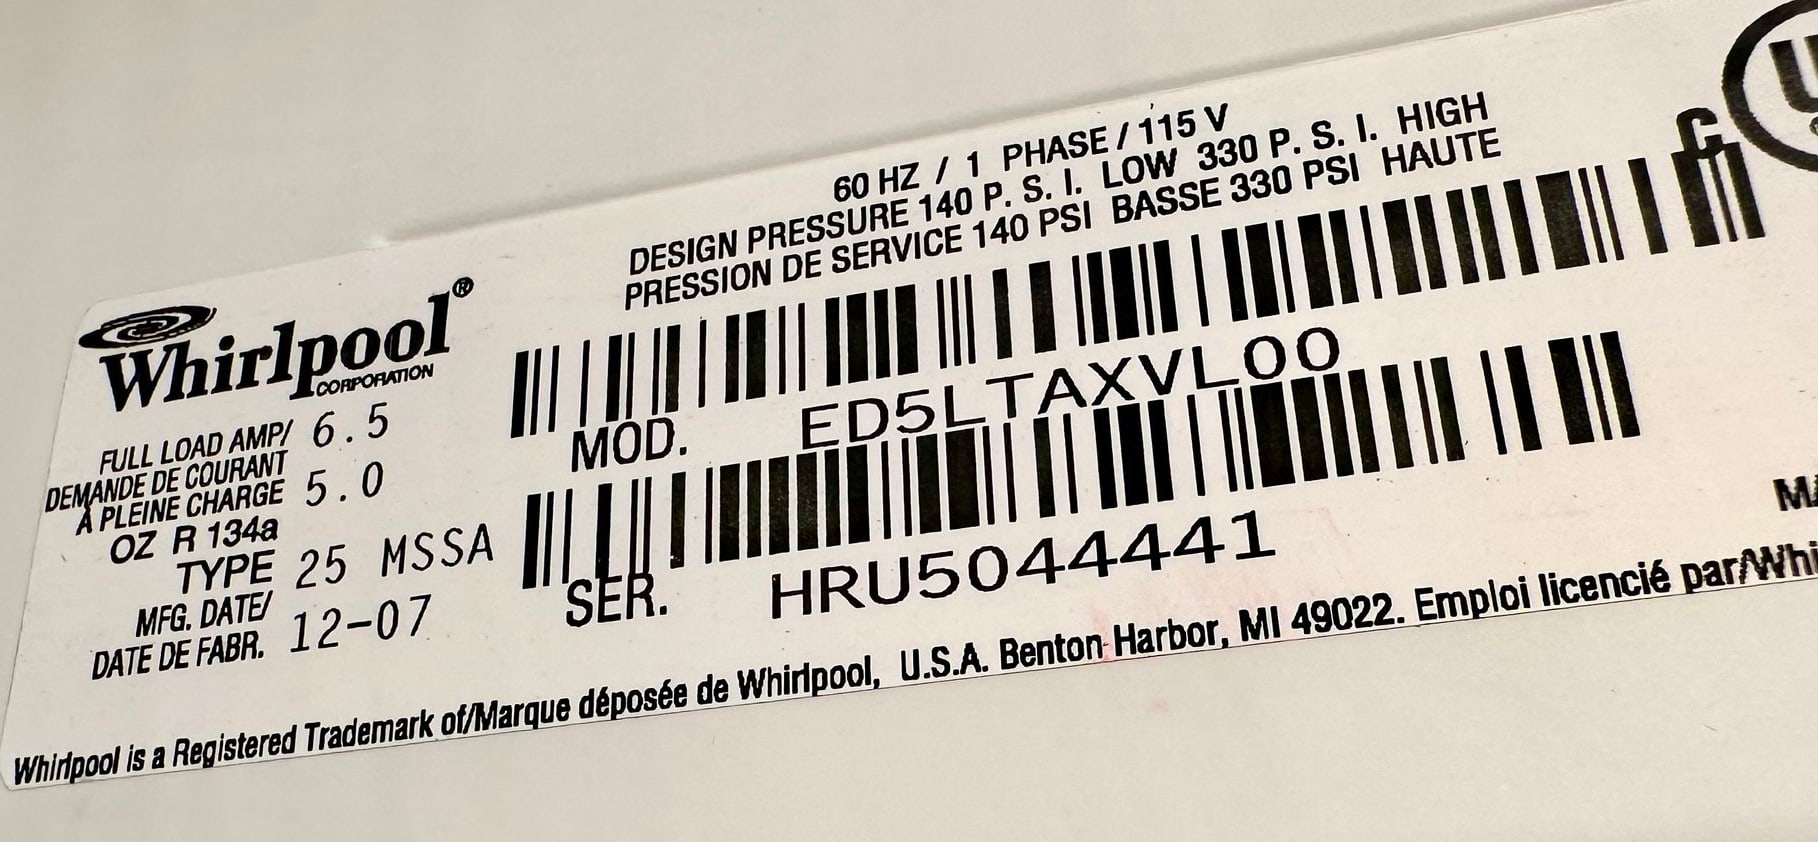 60 HZ / 1 PHASE / 115 V
DESIGN PRESSURE 140 P. S. I. LOW 330 P. S. I. HIGH
PRESSION DE SERVICE 140 PSI BASSE 330 PSI HAUTE
Whirlpool®
CORPORATION
FULL LOAD AMP/ 6.5
DEMANDE DE COURANT
À PLEINE CHARGE 5.0
OZ R 134a
TYPE 25 MSSA
MFG. DATE/
DATE DE FABR. 12-07
MOD. ED5LTAXVL00
SER. HRU5044441
Whirlpool is a Registered Trademark of/Marque déposée de Whirlpool, U.S.A. Benton Harbor, MI 49022. Emploi licencié par/